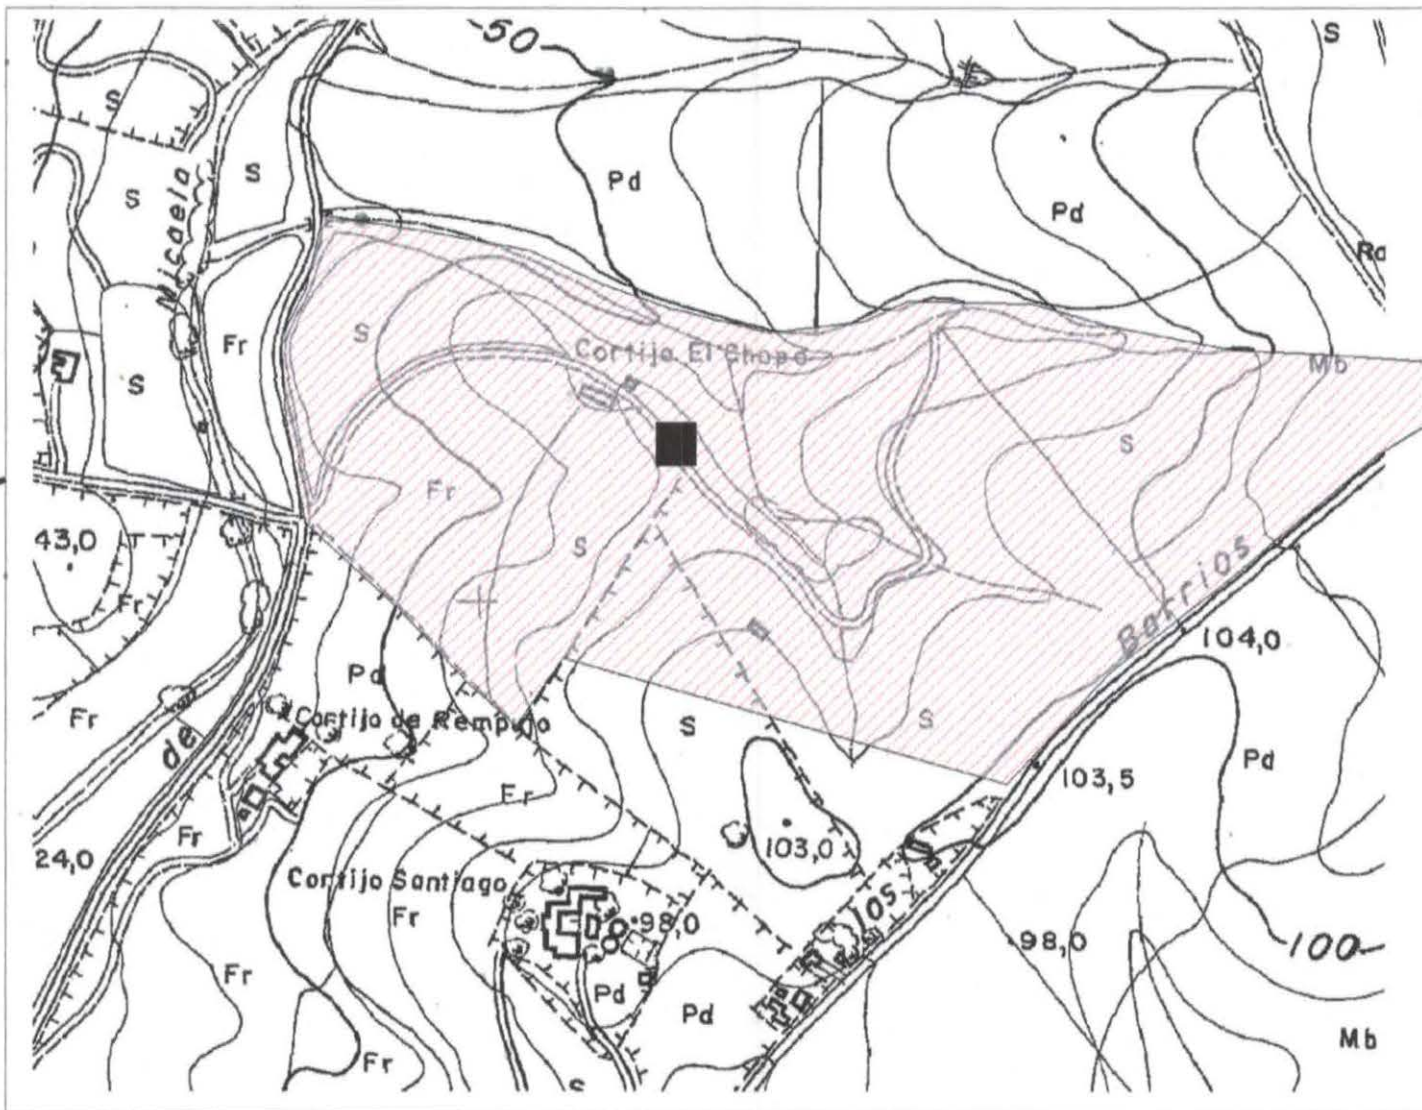 50
S
S
S
S
Pd
Pd
Micaela
Ra
Fr
S
Cortijo El Chopo
Mb
S
S
Fr
43,0
S
Fr
Barrios
104,0
Pd
Fr
Cortijo de Rempujo
S
S
de
Pd
103,5
Fr
Fr
24,0
103,0
Cortijo Santiago
los
Fr
98,0
98,0
100
Fr
Pd
Pd
Mb
Fr
S